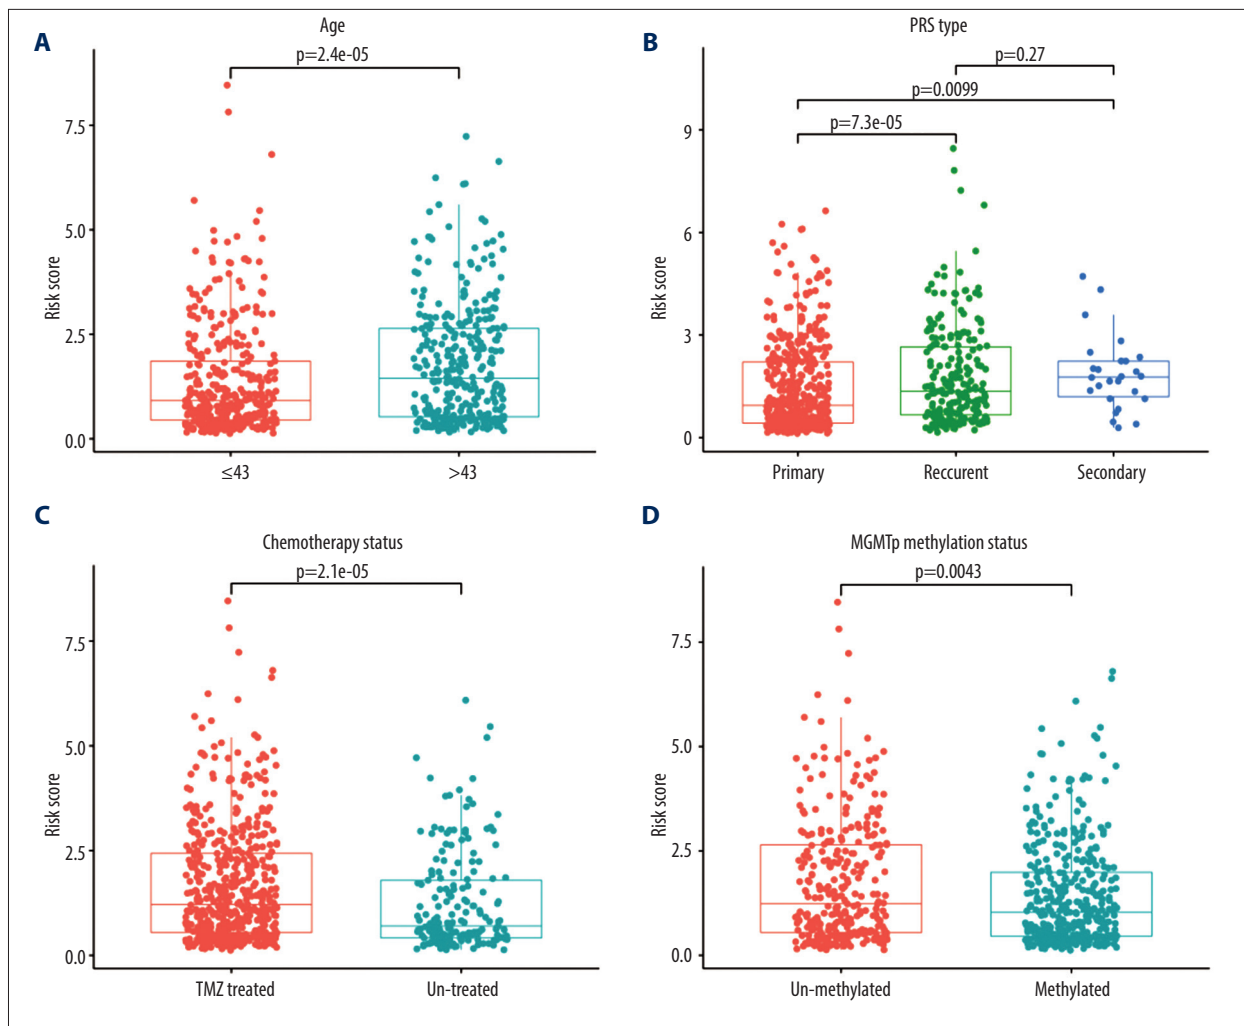 A
Age
p=2.4e-05
Risk score
7.5
5.0
2.5
0.0
≤43
>43
B
PRS type
p=0.27
p=0.0099
p=7.3e-05
Risk score
9
6
3
0
Primary
Reccurent
Secondary
C
Chemotherapy status
p=2.1e-05
Risk score
7.5
5.0
2.5
0.0
TMZ treated
Un-treated
D
MGMTp methylation status
p=0.0043
Risk score
7.5
5.0
2.5
0.0
Un-methylated
Methylated